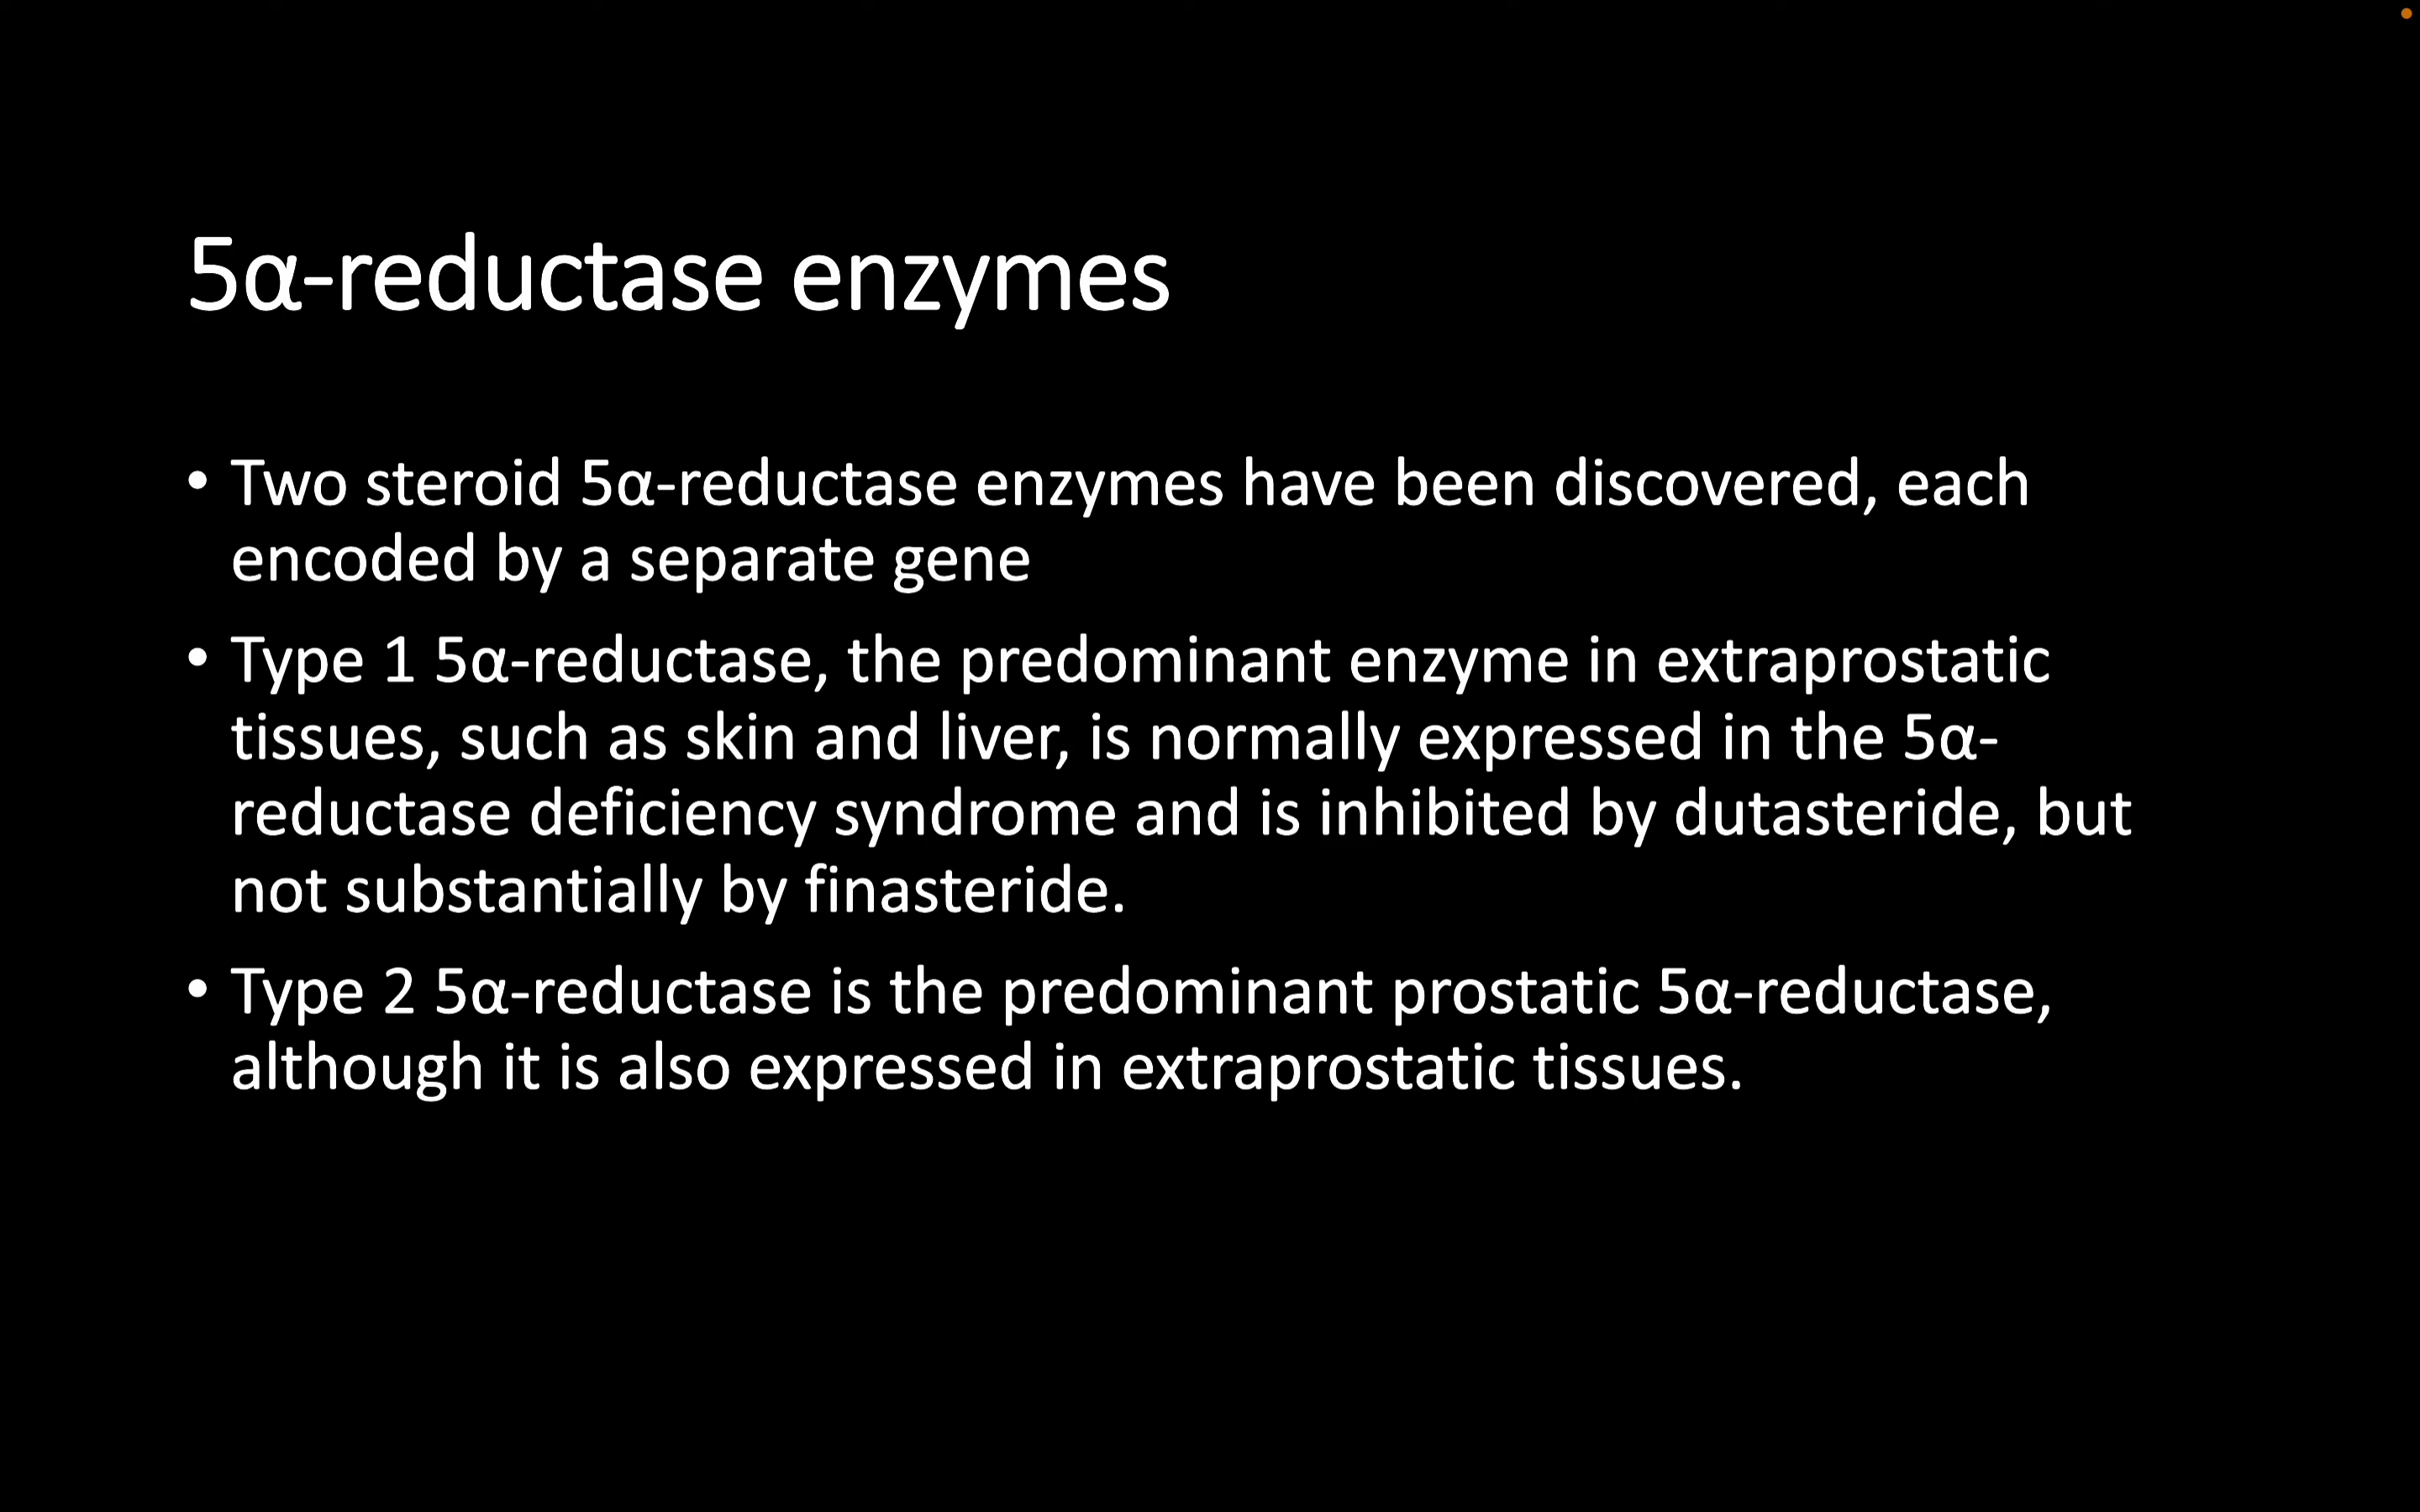 5α-reductase enzymes
• Two steroid 5α-reductase enzymes have been discovered, each
encoded by a separate gene
• Type 1 5α-reductase, the predominant enzyme in extraprostatic
tissues, such as skin and liver, is normally expressed in the 5α-
reductase deficiency syndrome and is inhibited by dutasteride, but
not substantially by finasteride.
• Type 2 5α-reductase is the predominant prostatic 5α-reductase,
although it is also expressed in extraprostatic tissues.